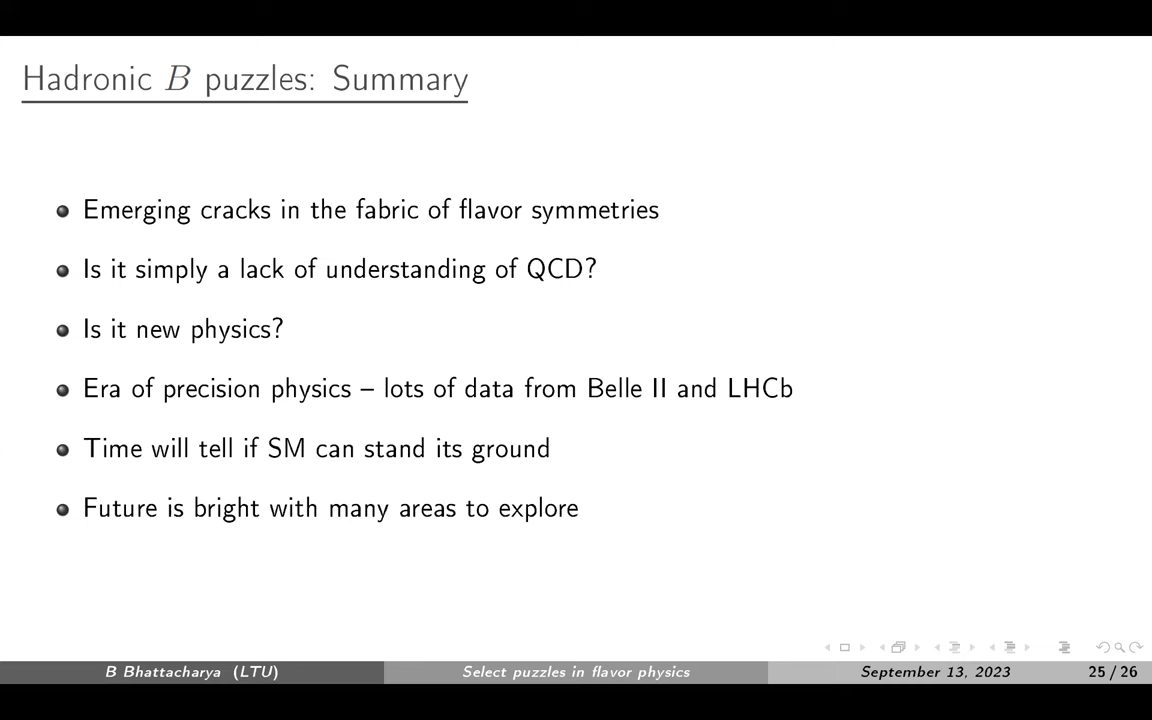 Hadronic B puzzles: Summary
Emerging cracks in the fabric of flavor symmetries
Is it simply a lack of understanding of QCD?
Is it new physics?
Era of precision physics – lots of data from Belle II and LHCb
Time will tell if SM can stand its ground
Future is bright with many areas to explore
B Bhattacharya (LTU) Select puzzles in flavor physics September 13, 2023 25 / 26